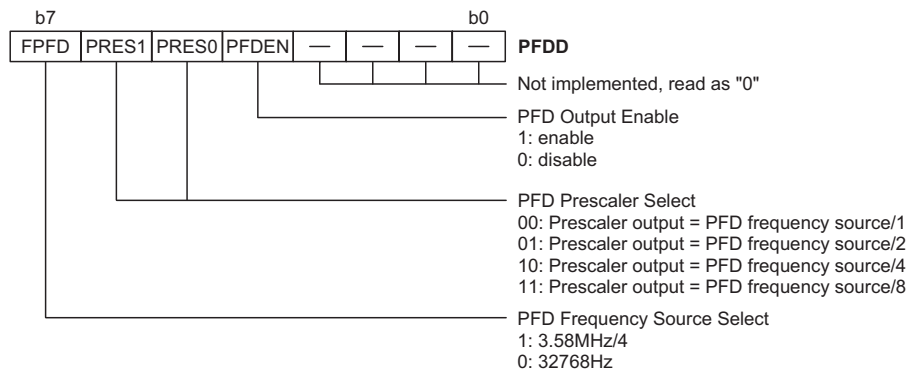 b7 b0
FPFD PRES1 PRES0 PFDEN — — — — PFDD
Not implemented, read as "0"
PFD Output Enable
1: enable
0: disable
PFD Prescaler Select
00: Prescaler output = PFD frequency source/1
01: Prescaler output = PFD frequency source/2
10: Prescaler output = PFD frequency source/4
11: Prescaler output = PFD frequency source/8
PFD Frequency Source Select
1: 3.58MHz/4
0: 32768Hz